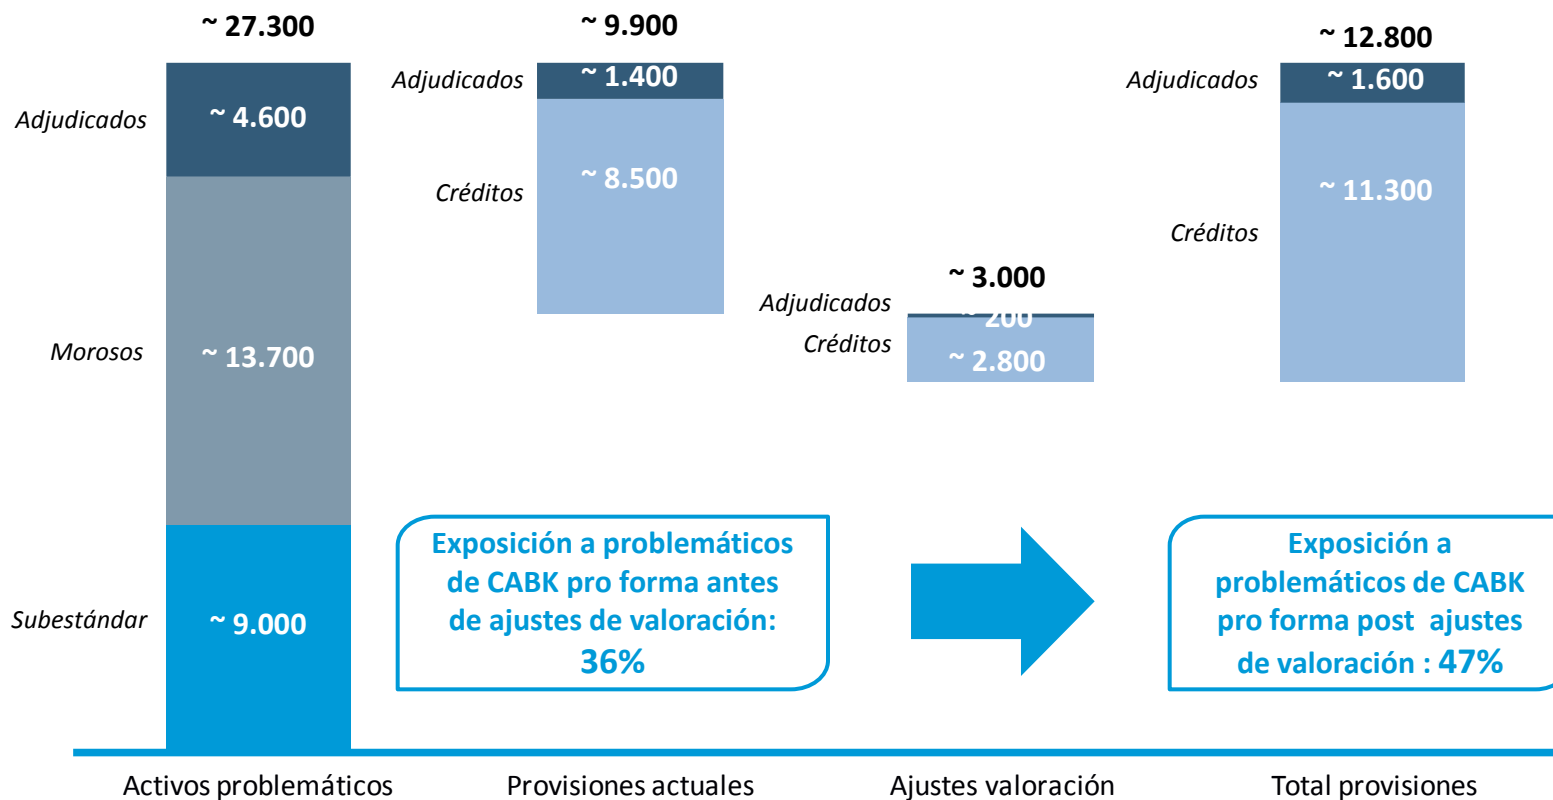 ~ 27.300
Adjudicados
~ 4.600
Morosos
~ 13.700
Subestándar
~ 9.000
~ 9.900
Adjudicados
~ 1.400
Créditos
~ 8.500
~ 3.000
Adjudicados
~ 200
Créditos
~ 2.800
~ 12.800
Adjudicados
~ 1.600
Créditos
~ 11.300
Exposición a problemáticos
de CABK pro forma antes
de ajustes de valoración:
36%
Exposición a
problemáticos de CABK
pro forma post ajustes
de valoración : 47%
Activos problemáticos
Provisiones actuales
Ajustes valoración
Total provisiones